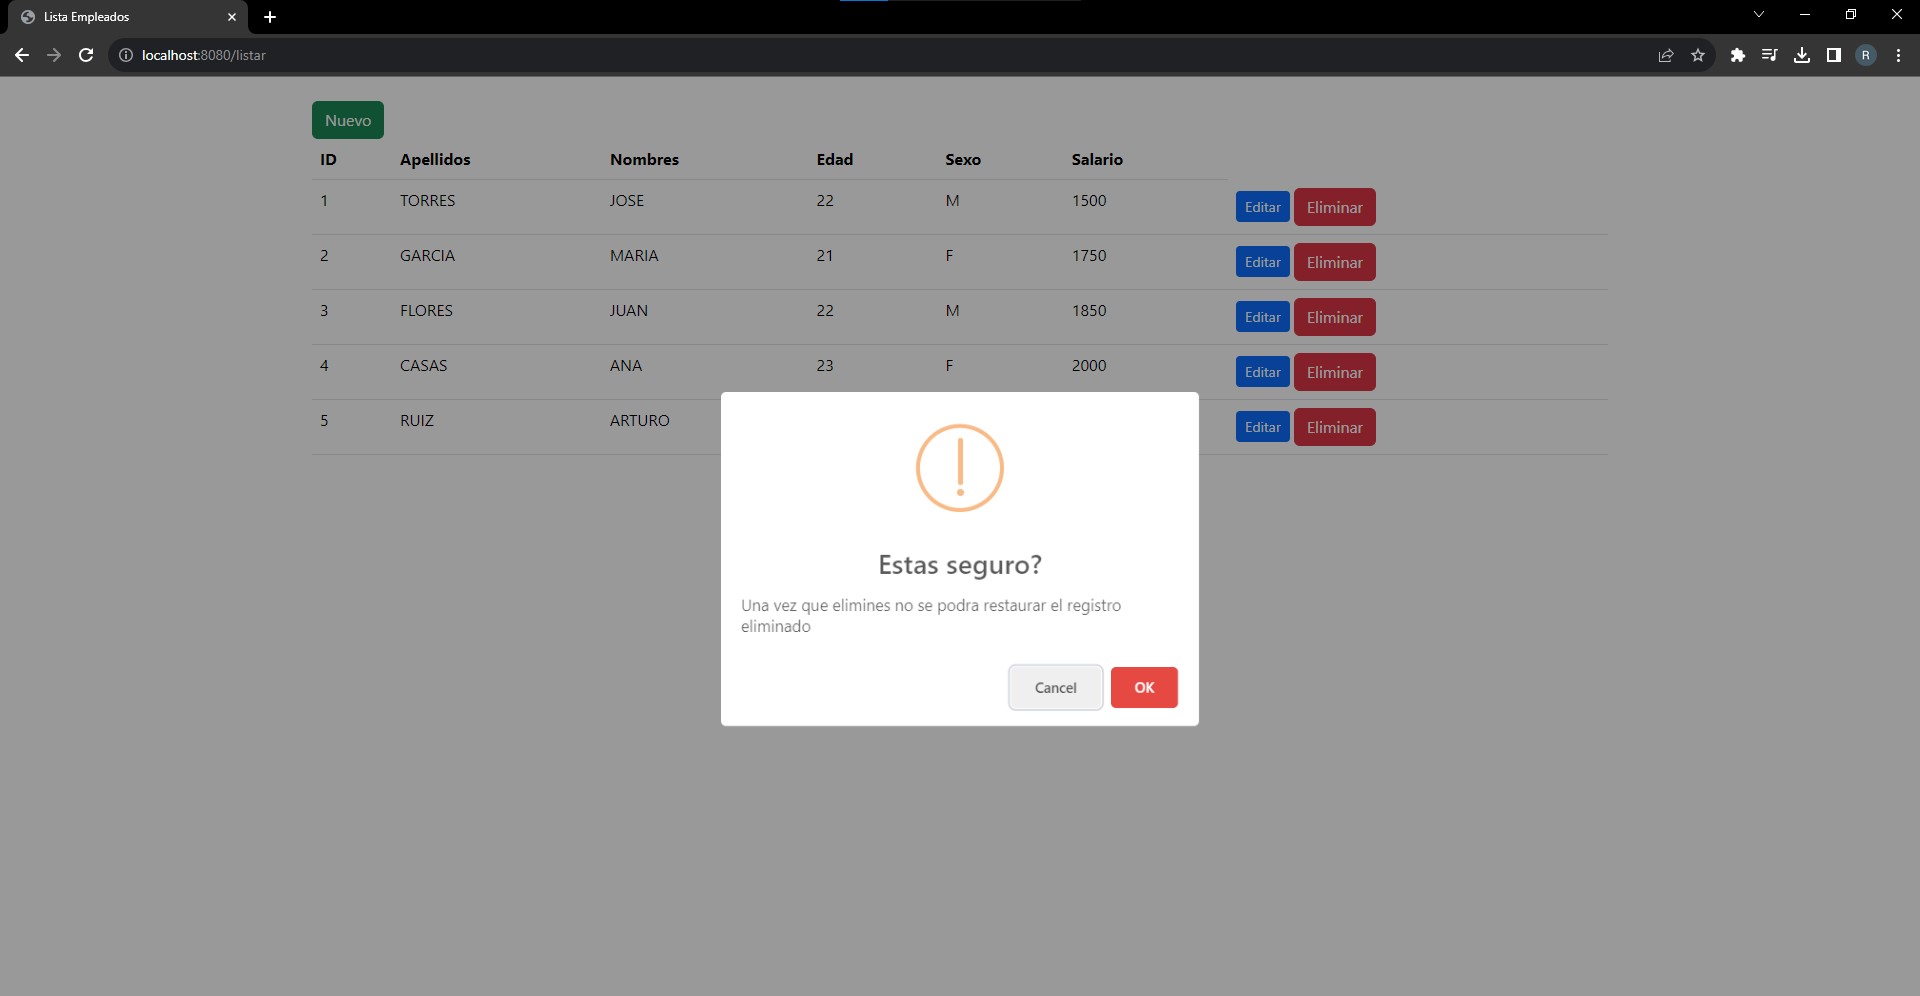 Lista Empleados
localhost:8080/listar
R
Nuevo
ID Apellidos Nombres Edad Sexo Salario
1 TORRES JOSE 22 M 1500 Editar Eliminar
2 GARCIA MARIA 21 F 1750 Editar Eliminar
3 FLORES JUAN 22 M 1850 Editar Eliminar
4 CASAS ANA 23 F 2000 Editar Eliminar
5 RUIZ ARTURO Editar Eliminar
Estas seguro?
Una vez que elimines no se podra restaurar el registro
eliminado
Cancel OK